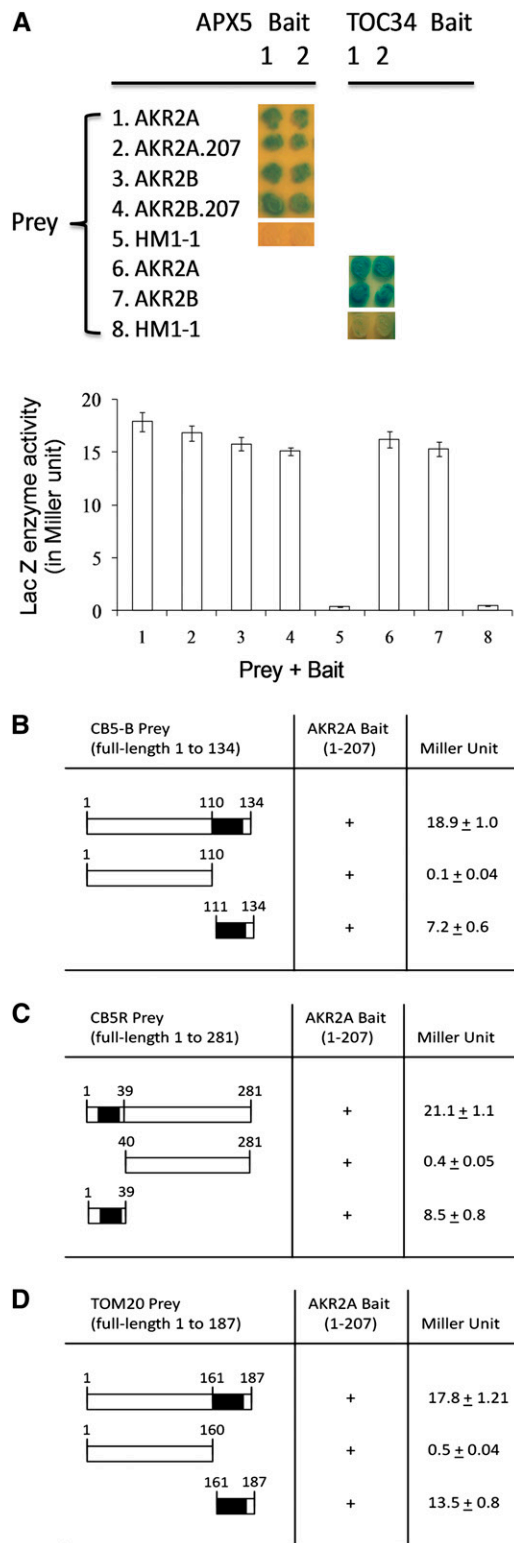 A
APX5 Bait TOC34 Bait
1 2 1 2
Prey
1. AKR2A
2. AKR2A.207
3. AKR2B
4. AKR2B.207
5. HM1-1
6. AKR2A
7. AKR2B
8. HM1-1
Lac Z enzyme activity
(in Miller unit)
20
15
10
5
0
1 2 3 4 5 6 7 8
Prey + Bait
B
CB5-B Prey
(full-length 1 to 134)
AKR2A Bait
(1-207)
Miller Unit
1 110 134
+ 18.9 ± 1.0
1 110
+ 0.1 ± 0.04
111 134
+ 7.2 ± 0.6
C
CB5R Prey
(full-length 1 to 281)
AKR2A Bait
(1-207)
Miller Unit
1 39 281
+ 21.1 ± 1.1
40 281
+ 0.4 ± 0.05
1 39
+ 8.5 ± 0.8
D
TOM20 Prey
(full-length 1 to 187)
AKR2A Bait
(1-207)
Miller Unit
1 161 187
+ 17.8 ± 1.21
1 160
+ 0.5 ± 0.04
161 187
+ 13.5 ± 0.8